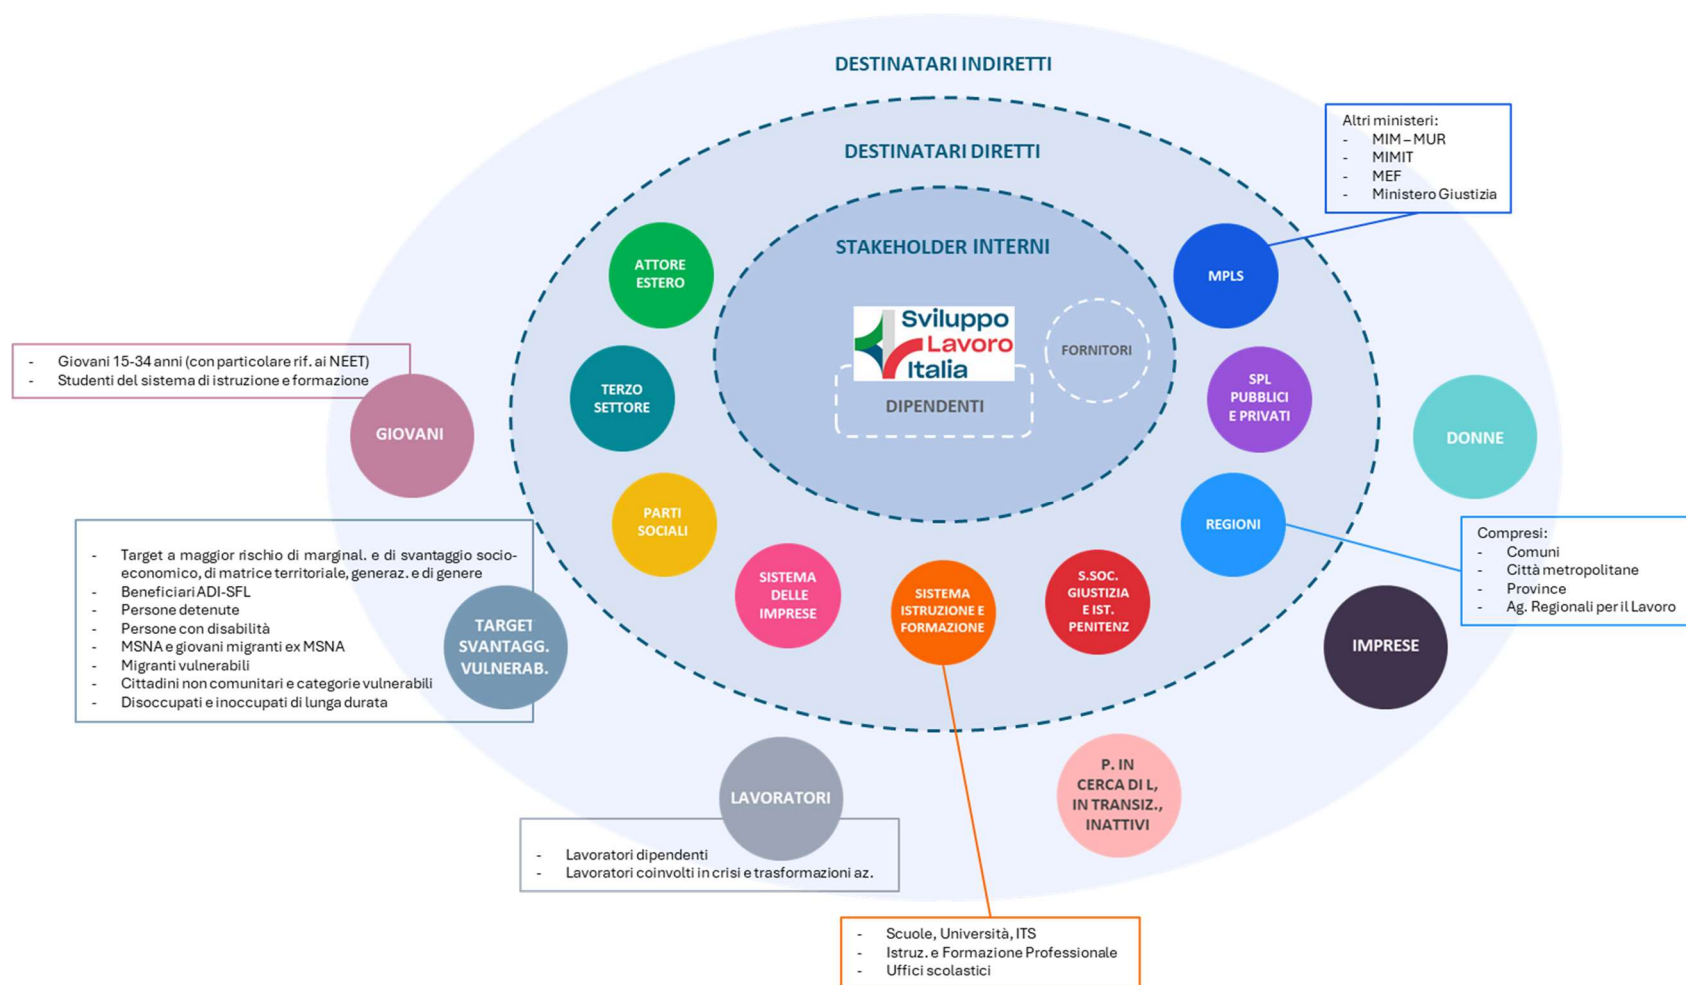 DESTINATARI INDIRETTI
DESTINATARI DIRETTI
STAKEHOLDER INTERNI
Sviluppo
Lavoro
Italia
DIPENDENTI
FORNITORI
ATTORE
ESTERO
TERZO
SETTORE
PARTI
SOCIALI
SISTEMA
DELLE
IMPRESE
SISTEMA
ISTRUZIONE E
FORMAZIONE
S.SOC.
GIUSTIZIA
E IST.
PENITENZ
REGIONI
SPL
PUBBLICI
E PRIVATI
MPLS
Altri ministeri:
- MIM – MUR
- MIMIT
- MEF
- Ministero Giustizia
- Giovani 15-34 anni (con particolare rif. ai NEET)
- Studenti del sistema di istruzione e formazione
GIOVANI
DONNE
Compresi:
- Comuni
- Città metropolitane
- Province
- Ag. Regionali per il Lavoro
- Target a maggior rischio di marginal. e di svantaggio socio-
economico, di matrice territoriale, generaz. e di genere
- Beneficiari ADI-SFL
- Persone detenute
- Persone con disabilità
- MSNA e giovani migranti ex MSNA
- Migranti vulnerabili
- Cittadini non comunitari e categorie vulnerabili
- Disoccupati e inoccupati di lunga durata
TARGET
SVANTAGG.
VULNERAB.
IMPRESE
LAVORATORI
- Lavoratori dipendenti
- Lavoratori coinvolti in crisi e trasformazioni az.
P. IN
CERCA DI L,
IN TRANSIZ.,
INATTIVI
- Scuole, Università, ITS
- Istruz. e Formazione Professionale
- Uffici scolastici